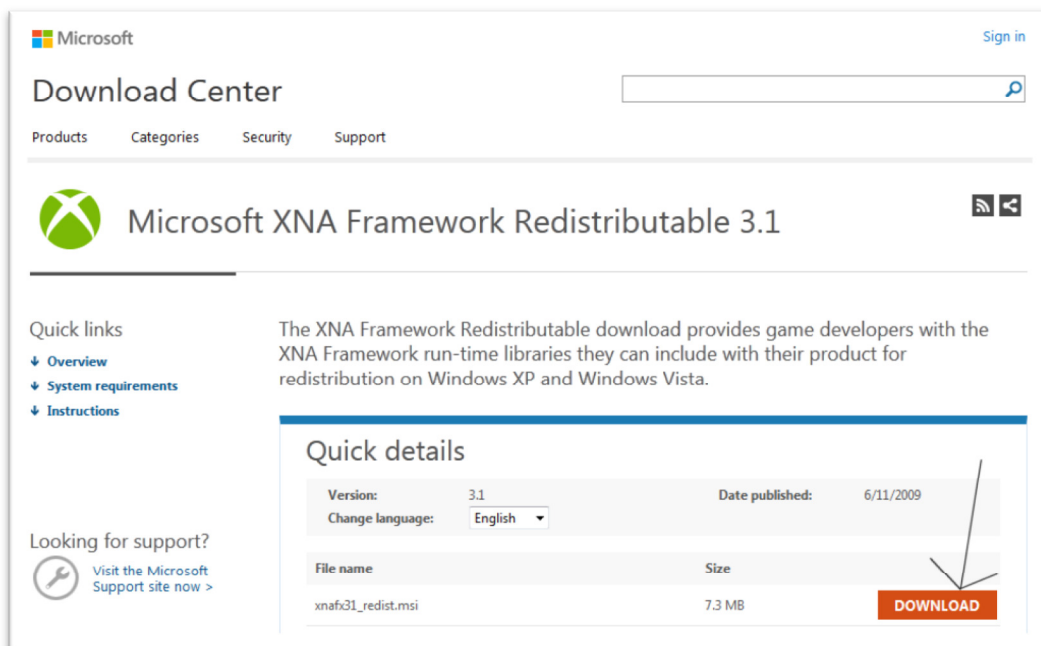 Microsoft
Sign in
Download Center
Products Categories Security Support
Microsoft XNA Framework Redistributable 3.1
Quick links
Overview
System requirements
Instructions
The XNA Framework Redistributable download provides game developers with the
XNA Framework run-time libraries they can include with their product for
redistribution on Windows XP and Windows Vista.
Quick details
Version: 3.1 Date published: 6/11/2009
Change language: English
Looking for support?
Visit the Microsoft
Support site now >
File name Size
xnafx31_redist.msi 7.3 MB DOWNLOAD